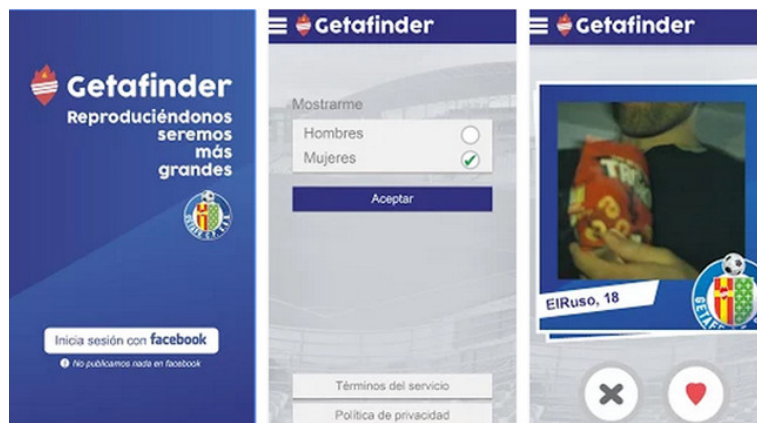 Getafinder
Reproduciéndonos
seremos
más
grandes
Inicia sesión con facebook
No publicamos nada en facebook
Getafinder
Mostrarme
Hombres
Mujeres
Aceptar
Términos del servicio
Política de privacidad
Getafinder
ElRuso, 18